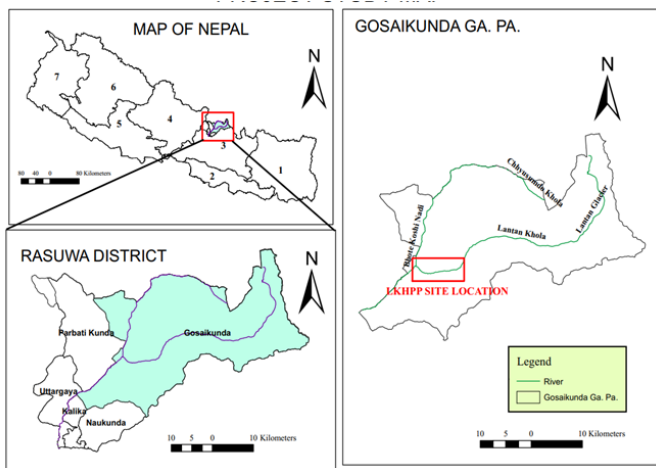 MAP OF NEPAL
N
7
6
5
4
3
2
1
80 40 0 80 Kilometers
RASUWA DISTRICT
N
Parbati Kunda
Gosaikunda
Uttargaya
Kalika
Naukunda
10 5 0 10 Kilometers
GOSAIKUNDA GA. PA.
N
Chhyuyumdo Khola
Lantan Glacier
Bhote Koshi Nadi
Lantan Khola
LKHPP SITE LOCATION
Legend
River
Gosaikunda Ga. Pa.
10 5 0 10 Kilometers